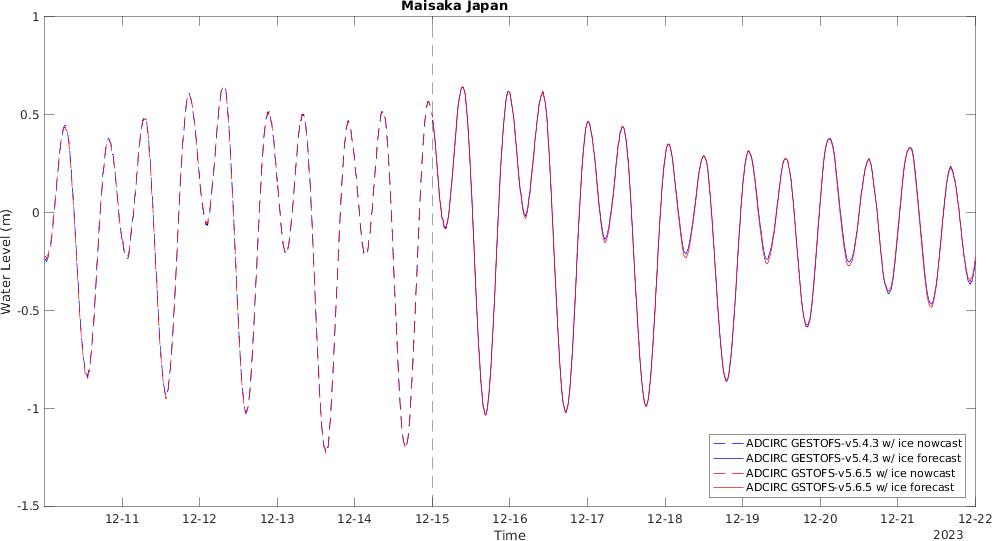 Maisaka Japan
1
0.5
0
-0.5
-1
-1.5
Water Level (m)
12-11
12-12
12-13
12-14
12-15
12-16
12-17
12-18
12-19
12-20
12-21
12-22
Time
2023
ADCIRC GESTOFS-v5.4.3 w/ ice nowcast
ADCIRC GESTOFS-v5.4.3 w/ ice forecast
ADCIRC GSTOFS-v5.6.5 w/ ice nowcast
ADCIRC GSTOFS-v5.6.5 w/ ice forecast